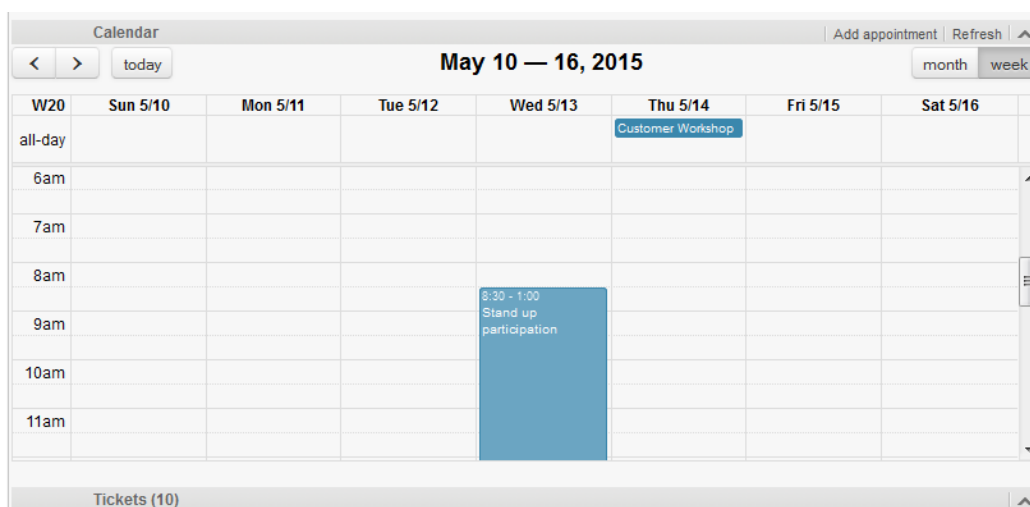 Calendar Add appointment Refresh
today May 10 — 16, 2015 month week
W20 Sun 5/10 Mon 5/11 Tue 5/12 Wed 5/13 Thu 5/14 Fri 5/15 Sat 5/16
all-day Customer Workshop
6am
7am
8am
8:30 - 1:00
Stand up
9am
participation
10am
11am
Tickets (10)